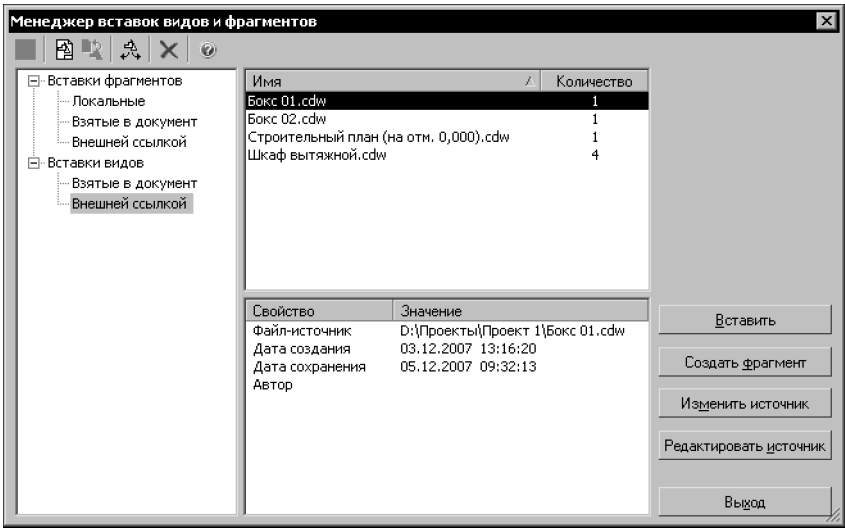 Менеджер вставок видов и фрагментов
Вставки фрагментов
Локальные
Взятые в документ
Внешней ссылкой
Вставки видов
Взятые в документ
Внешней ссылкой
Имя Количество
Бокс 01.cdw 1
Бокс 02.cdw 1
Строительный план (на отм. 0,000).cdw 1
Шкаф вытяжной.cdw 4
Свойство Значение
Файл-источник D:\Проекты\Проект 1\Бокс 01.cdw
Дата создания 03.12.2007 13:16:20
Дата сохранения 05.12.2007 09:32:13
Автор
Вставить
Создать фрагмент
Изменить источник
Редактировать источник
Выход